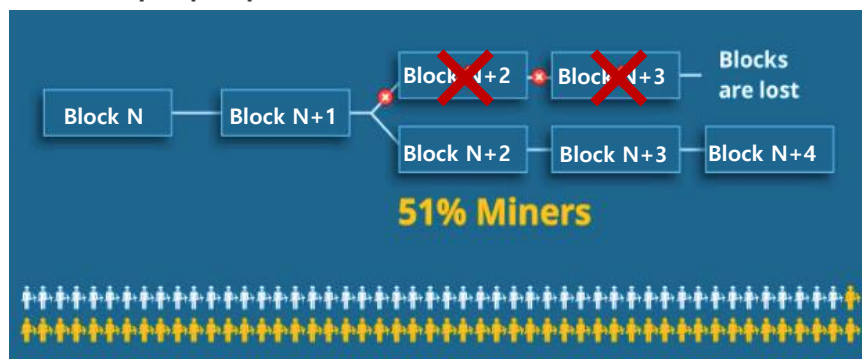 Block N
Block N+1
Block N+2
Block N+3
Blocks
are lost
Block N+2
Block N+3
Block N+4
51% Miners